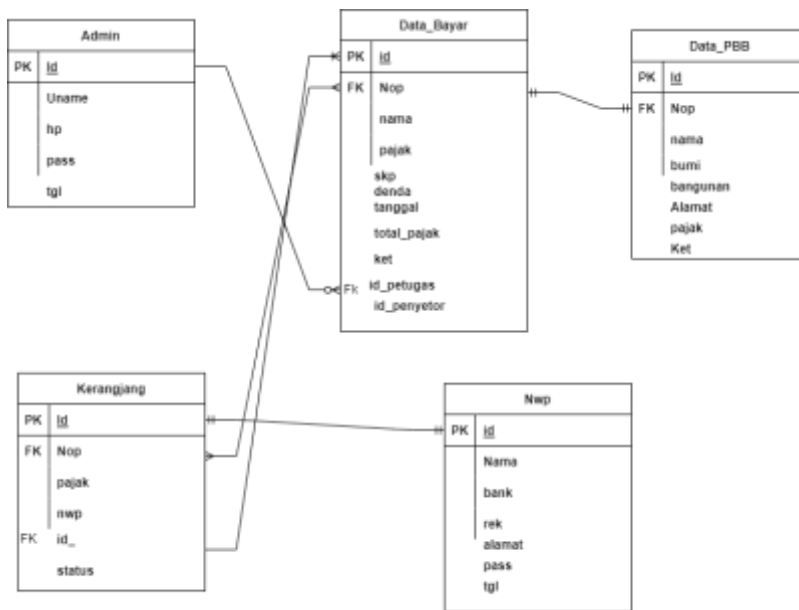 Admin
PK Id
Uname
hp
pass
tgl
Data_Bayar
PK id
FK Nop
nama
pajak
skp
denda
tanggal
total_pajak
ket
Fk id_petugas
id_penyetor
Data_PBB
PK Id
FK Nop
nama
bumi
bangunan
Alamat
pajak
Ket
Kerangjang
PK Id
FK Nop
pajak
nwp
FK id_
status
Nwp
PK id
Nama
bank
rek
alamat
pass
tgl